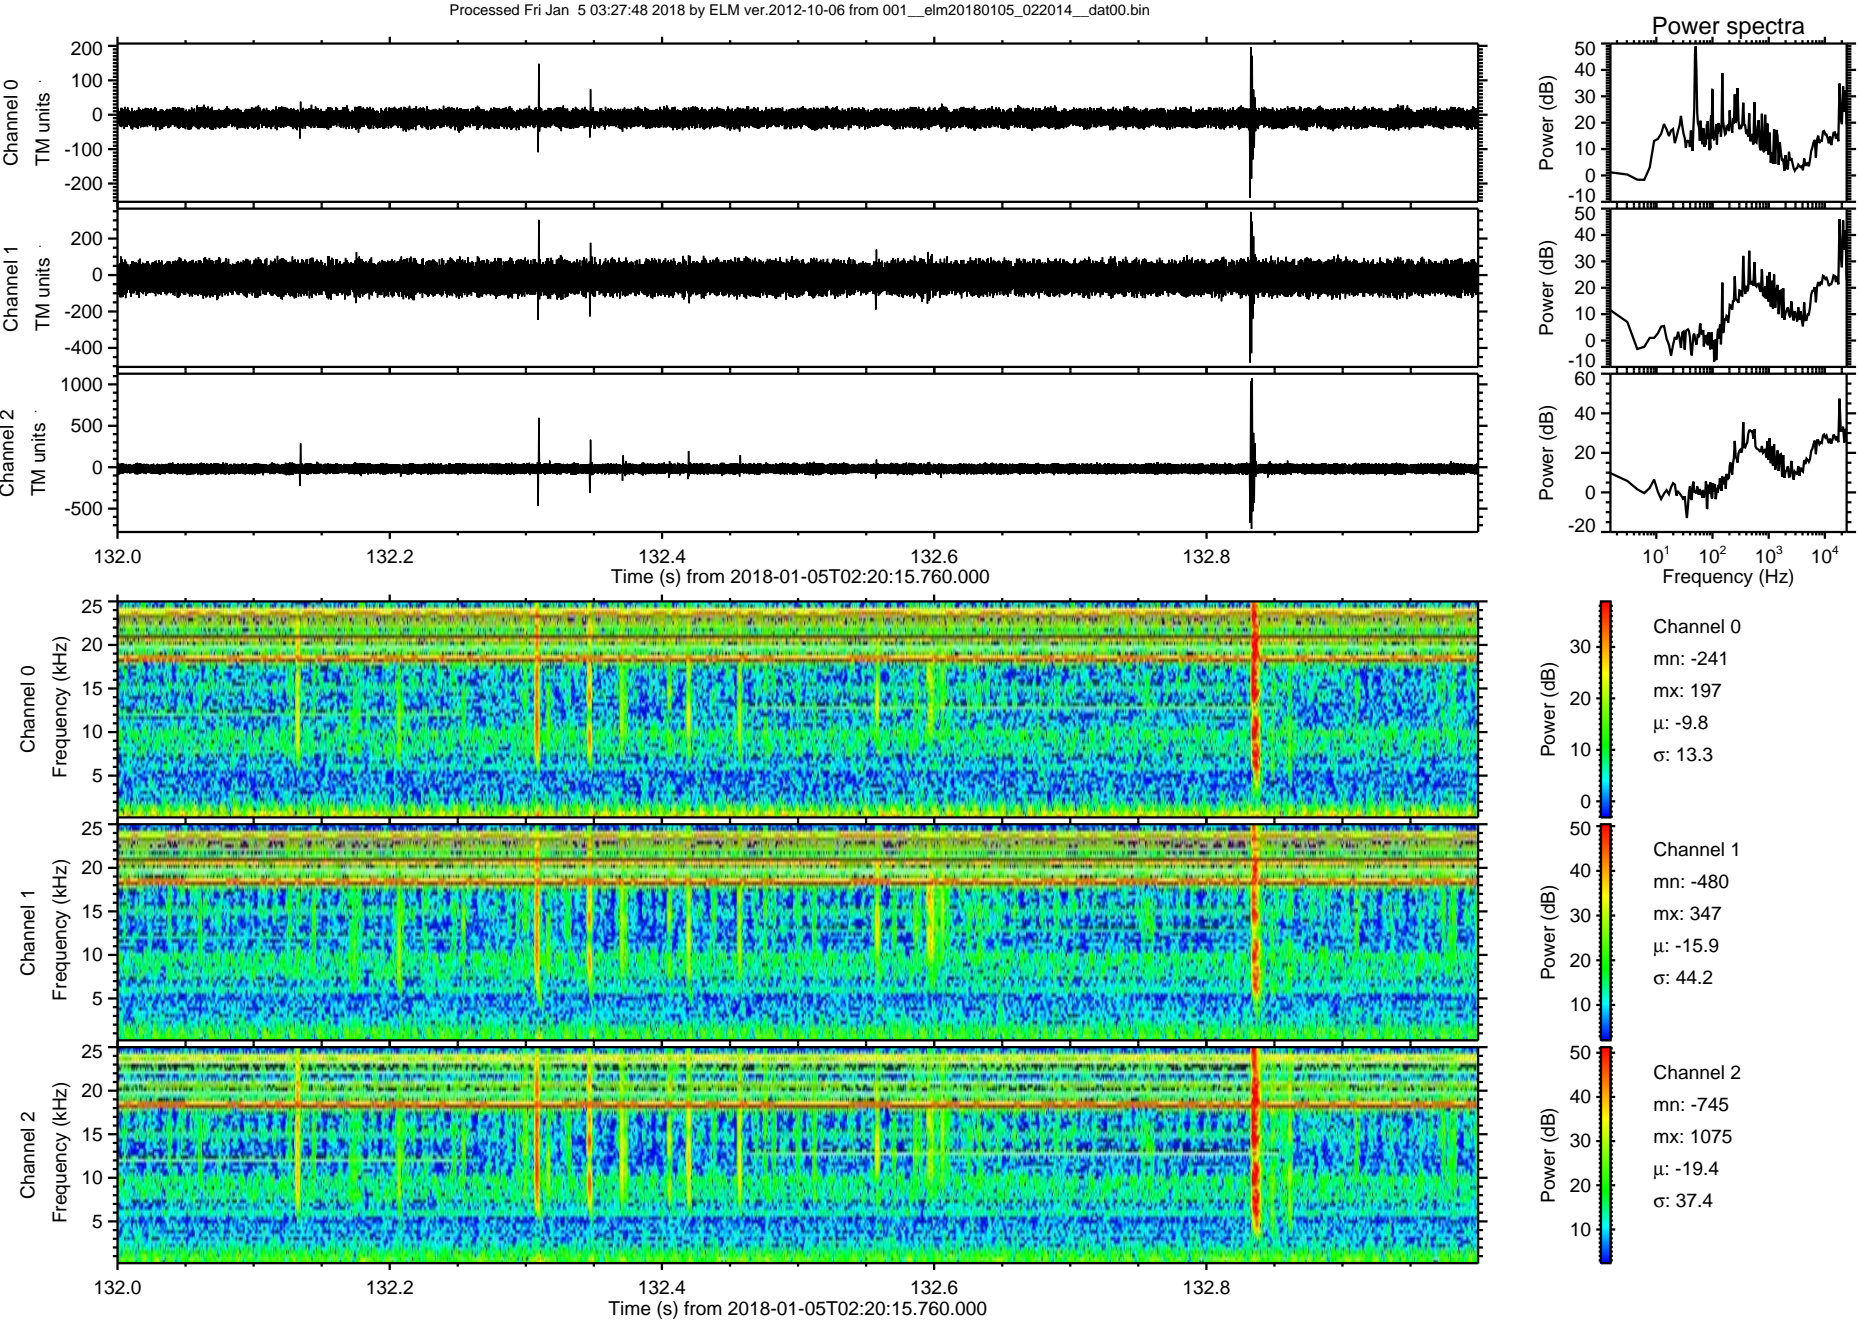 Processed Fri Jan  5 03:27:48 2018 by ELM ver.2012-10-06 from 001__elm20180105_022014__dat00.bin
Power spectra
Channel 0
TM units
200
100
0
-100
-200
Power (dB)
50
40
30
20
10
0
-10
Channel 1
TM units
200
0
-200
-400
Power (dB)
50
40
30
20
10
0
-10
Channel 2
TM units
1000
500
0
-500
Power (dB)
60
40
20
0
-20
132.0 132.2 132.4 132.6 132.8
Time (s) from 2018-01-05T02:20:15.760.000
10^1 10^2 10^3 10^4
Frequency (Hz)
Channel 0
Frequency (kHz)
25
20
15
10
5
Power (dB)
30
20
10
0
Channel 0
mn: -241
mx: 197
μ: -9.8
σ: 13.3
Channel 1
Frequency (kHz)
25
20
15
10
5
Power (dB)
50
40
30
20
10
Channel 1
mn: -480
mx: 347
μ: -15.9
σ: 44.2
Channel 2
Frequency (kHz)
25
20
15
10
5
Power (dB)
50
40
30
20
10
Channel 2
mn: -745
mx: 1075
μ: -19.4
σ: 37.4
132.0 132.2 132.4 132.6 132.8
Time (s) from 2018-01-05T02:20:15.760.000